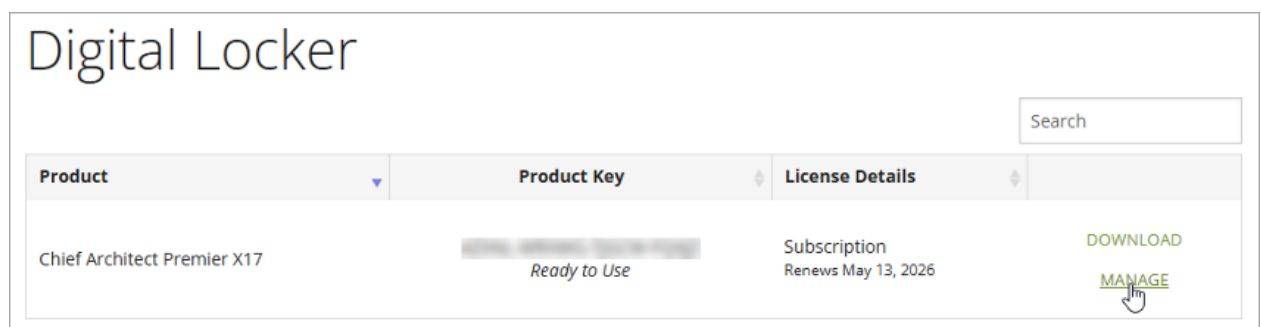 Digital Locker
Search
Product
Product Key
License Details
Chief Architect Premier X17
Ready to Use
Subscription
Renews May 13, 2026
DOWNLOAD
MANAGE